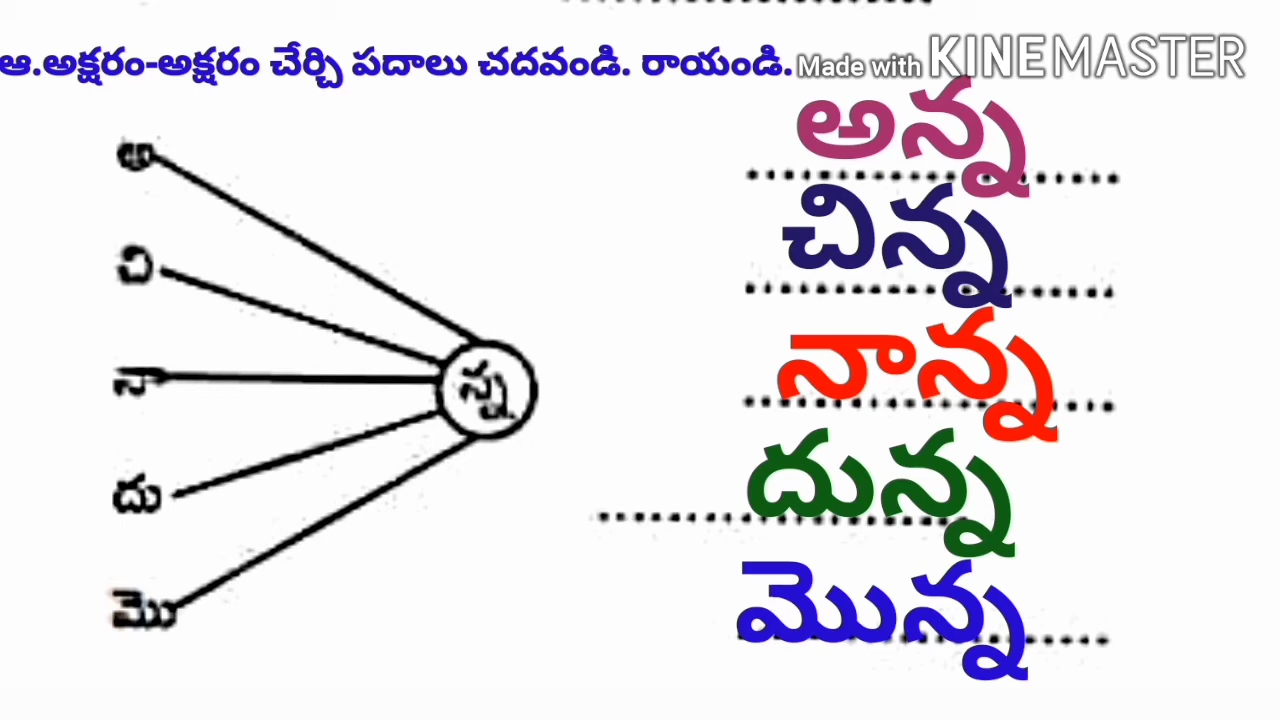 ఆ.అక్షరం-అక్షరం చేర్చి పదాలు చదవండి. రాయండి.
Made with KINEMASTER
అ
అన్న
చి
చిన్న
నా
న్న
నాన్న
దు
దున్న
మొ
మొన్న